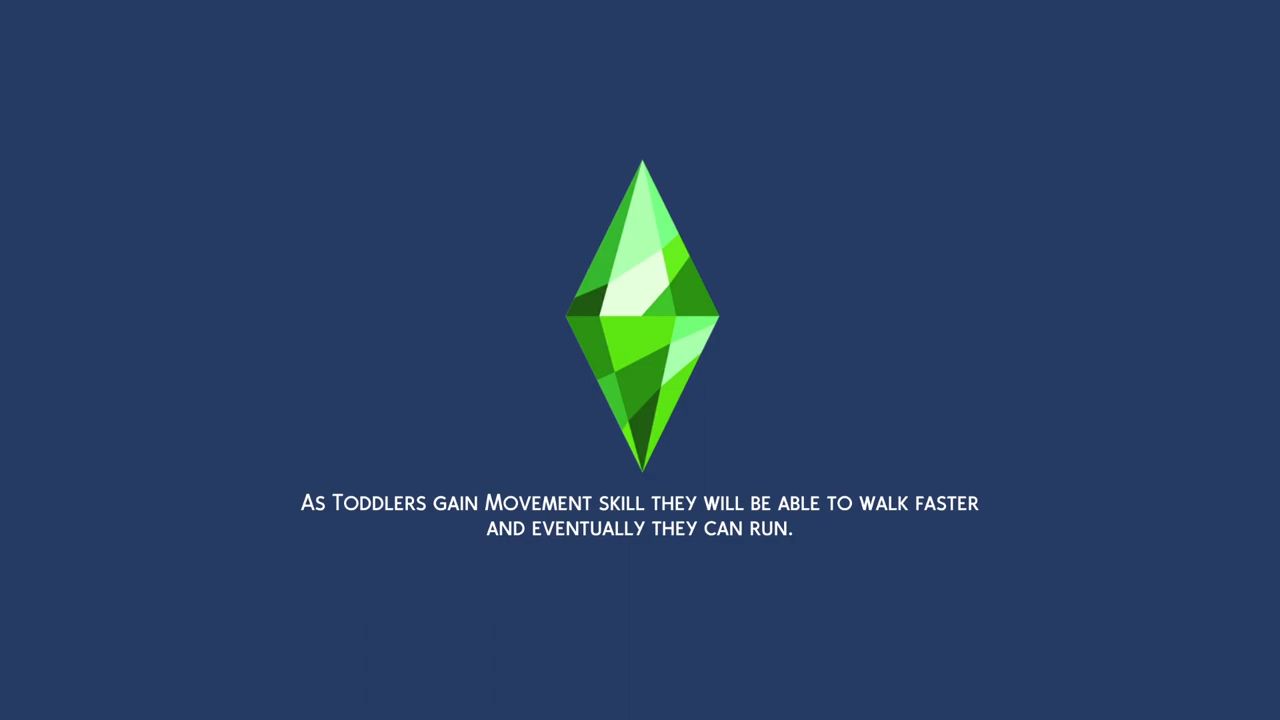 As Toddlers gain Movement skill they will be able to walk faster
and eventually they can run.